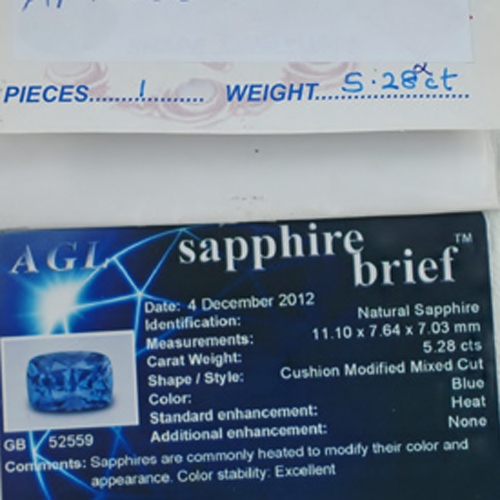 PIECES......1...... WEIGHT...5.28ct
AGL sapphire brief™
Date: 4 December 2012
Identification: Natural Sapphire
Measurements: 11.10 x 7.64 x 7.03 mm
Carat Weight: 5.28 cts
Shape / Style: Cushion Modified Mixed Cut
Color: Blue
Standard enhancement: Heat
Additional enhancement: None
GB 52559
Comments: Sapphires are commonly heated to modify their color and
appearance. Color stability: Excellent